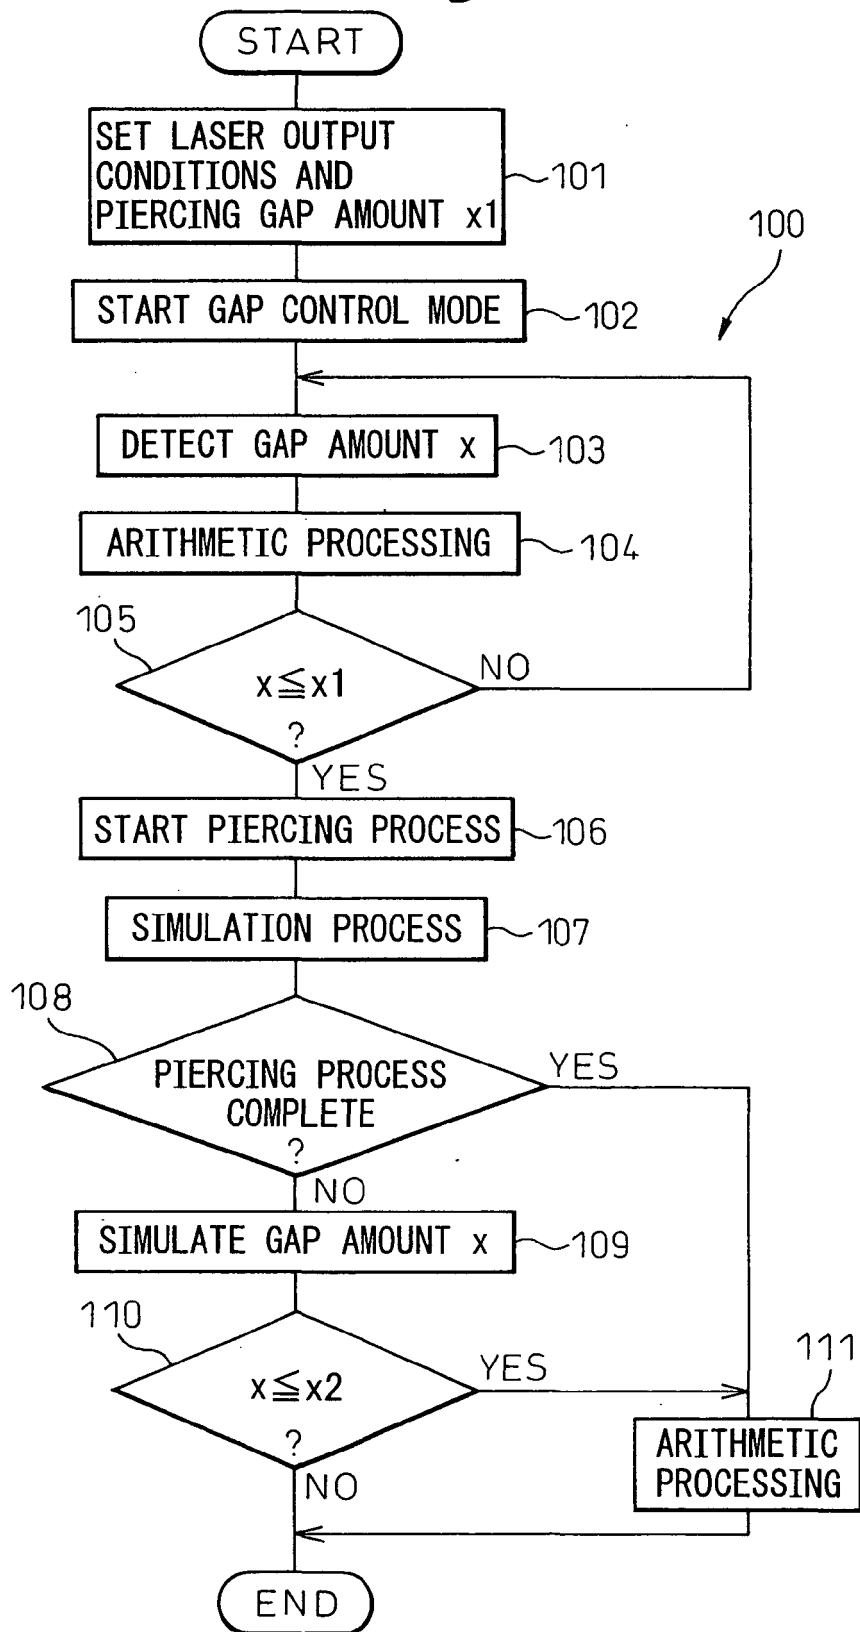 START
SET LASER OUTPUT
CONDITIONS AND
PIERCING GAP AMOUNT x1
101
100
START GAP CONTROL MODE
102
DETECT GAP AMOUNT x
103
ARITHMETIC PROCESSING
104
105
x≦x1
?
NO
YES
START PIERCING PROCESS
106
SIMULATION PROCESS
107
108
PIERCING PROCESS
COMPLETE
?
YES
NO
SIMULATE GAP AMOUNT x
109
110
x≦x2
?
YES
NO
111
ARITHMETIC
PROCESSING
END